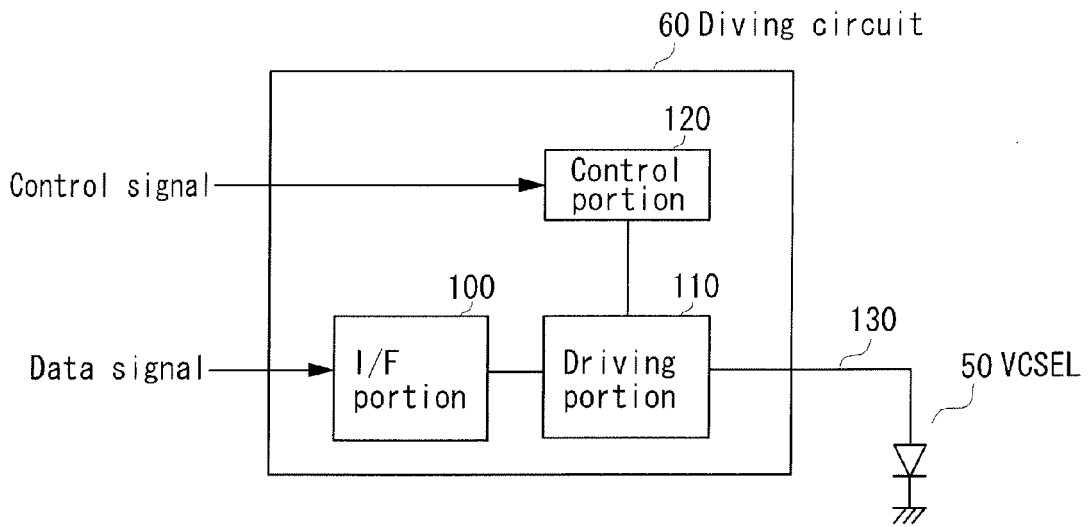 60 Diving circuit
120
Control signal
Control
portion
100
110
130
Data signal
I/F
portion
Driving
portion
50 VCSEL